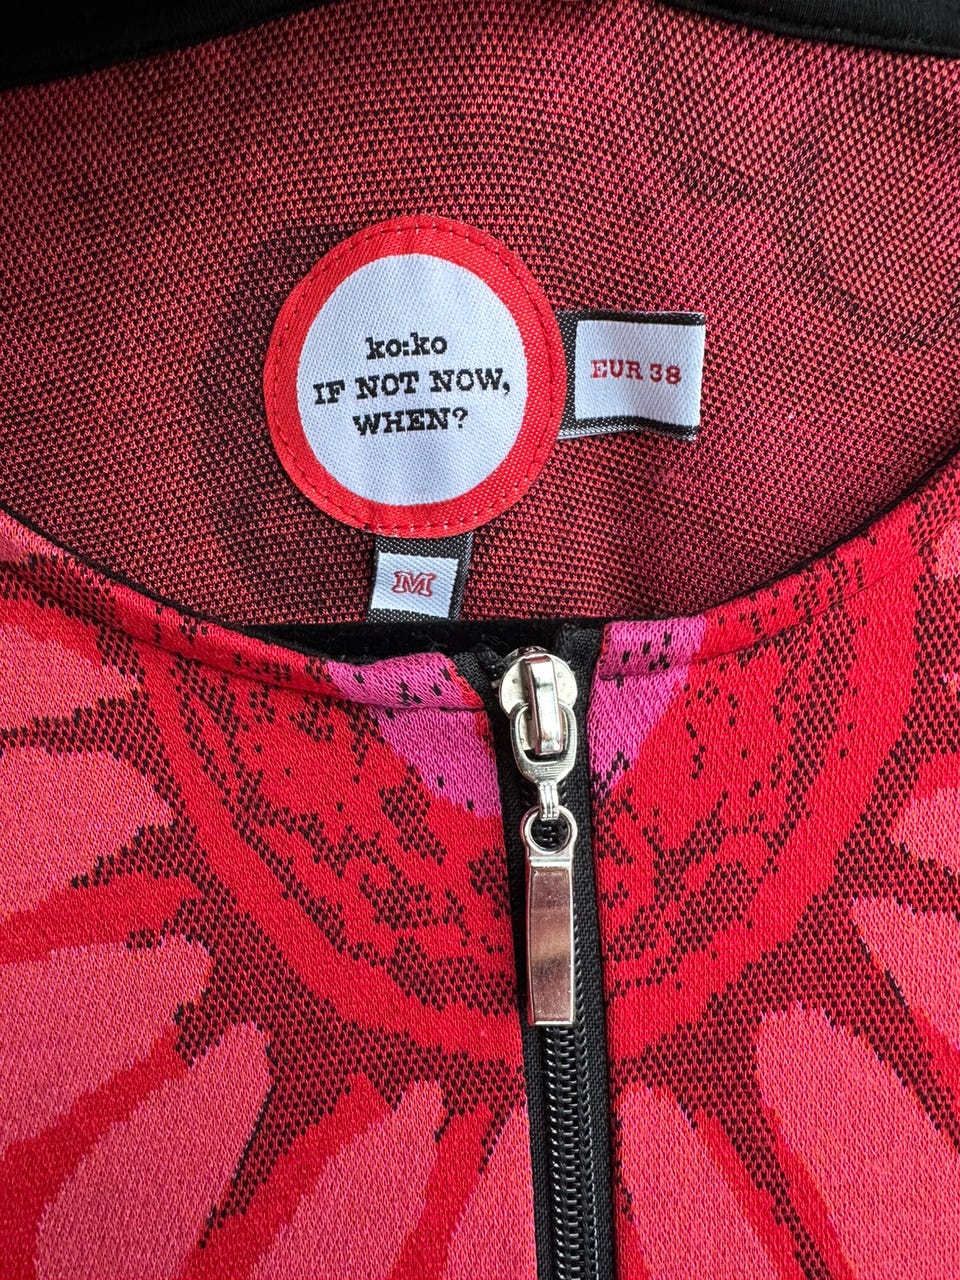 ko:ko
IF NOT NOW,
WHEN?
EUR 38
M